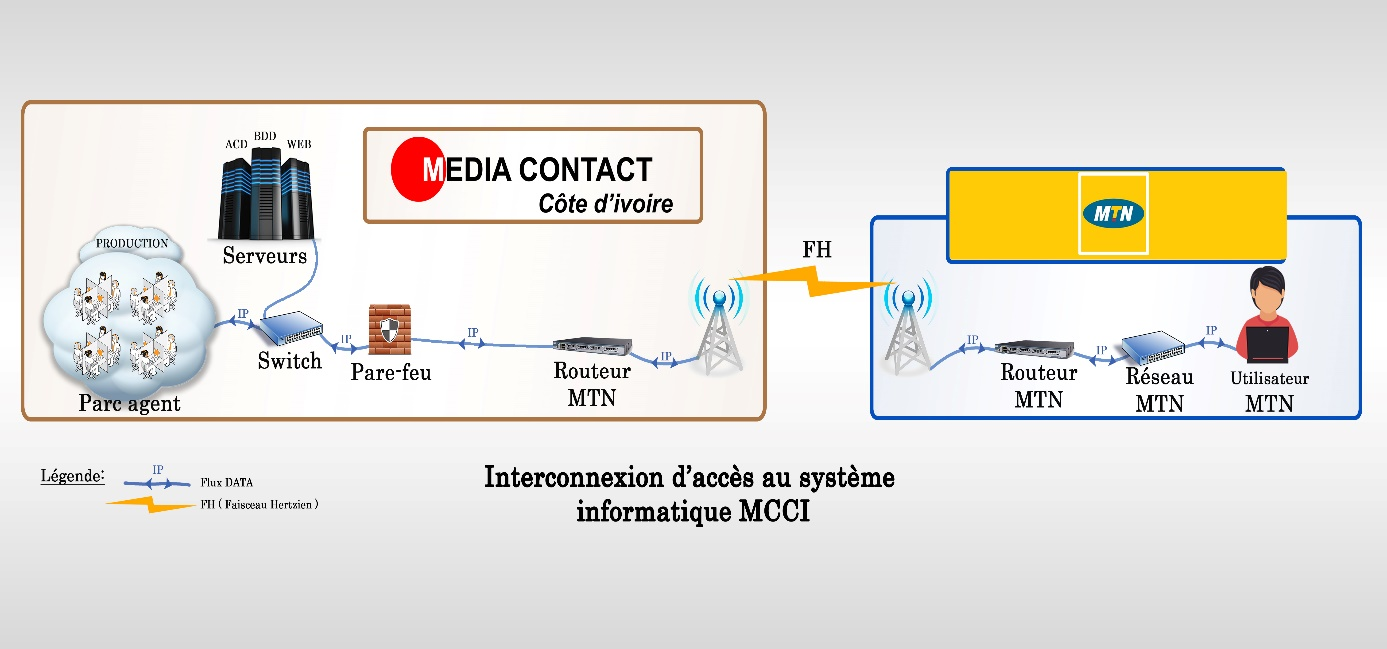 ACD BDD WEB
MEDIA CONTACT
Côte d'ivoire
Serveurs
PRODUCTION
IP
Switch
IP
Pare-feu
IP
Routeur
MTN
IP
Parc agent
FH
MTN
IP
Routeur
MTN
IP
Réseau
MTN
IP
Utilisateur
MTN
Légende:
IP
Flux DATA
FH ( Faisceau Hertzien )
Interconnexion d'accès au système
informatique MCCI